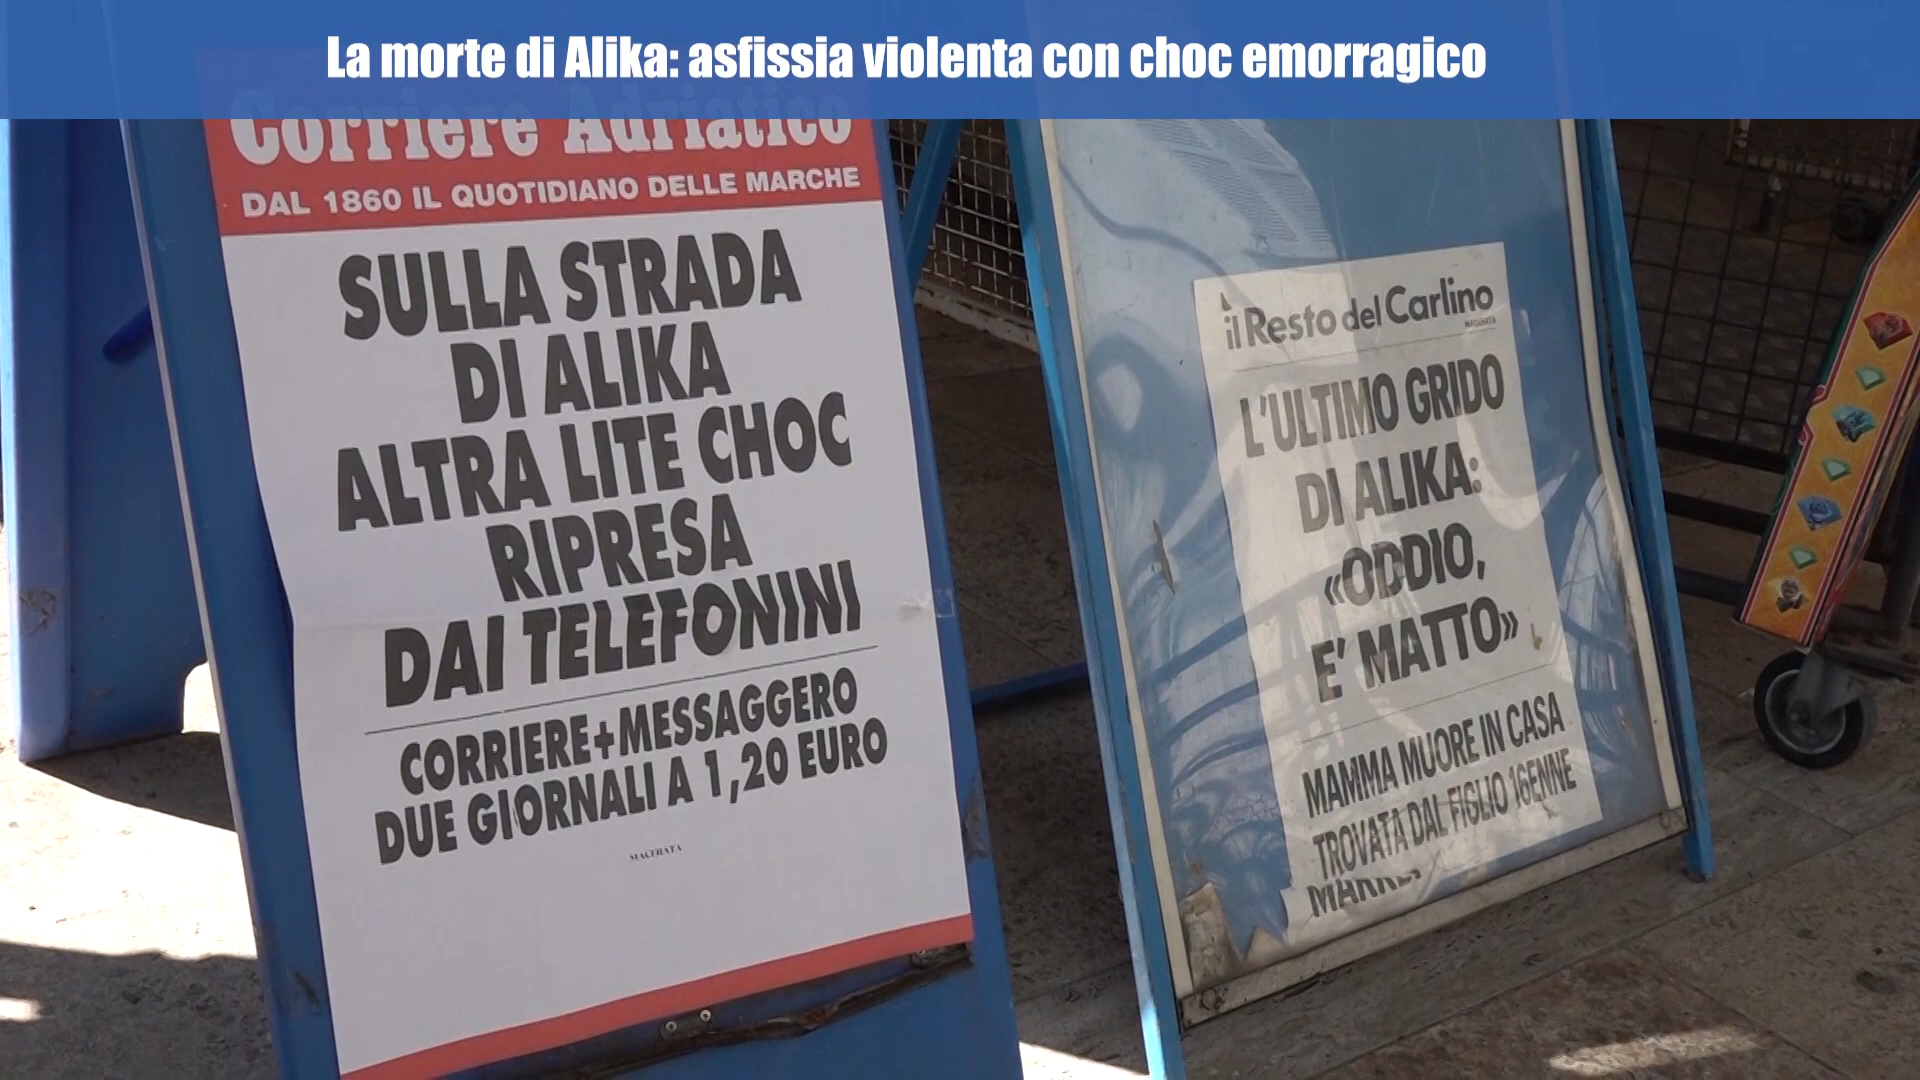 La morte di Alika: asfissia violenta con choc emorragico
Corriere Adriatico
DAL 1860 IL QUOTIDIANO DELLE MARCHE
SULLA STRADA
DI ALIKA
ALTRA LITE CHOC
RIPRESA
DAI TELEFONINI
CORRIERE+MESSAGGERO
DUE GIORNALI A 1,20 EURO
MACERATA
il Resto del Carlino
MACERATA
L'ULTIMO GRIDO
DI ALIKA:
«ODDIO,
E' MATTO»
MAMMA MUORE IN CASA
TROVATA DAL FIGLIO 16ENNE